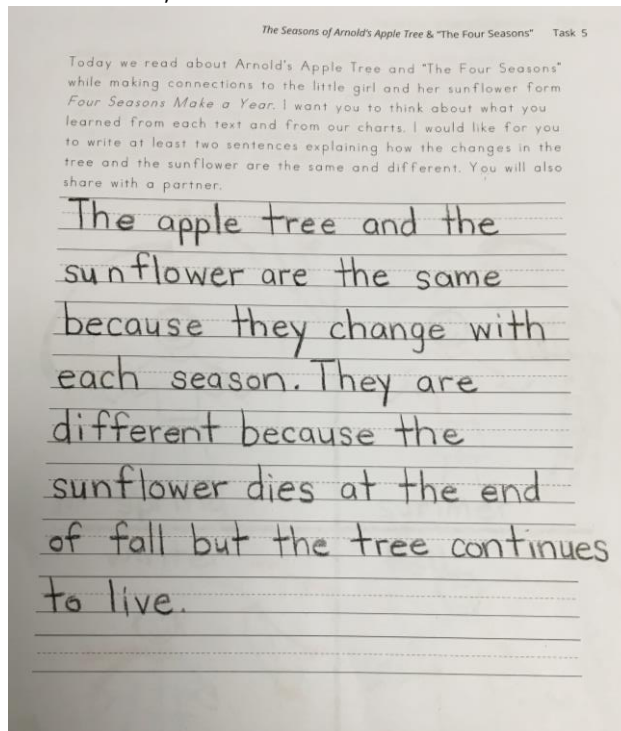 The Seasons of Arnold's Apple Tree & "The Four Seasons" Task 5
Today we read about Arnold's Apple Tree and "The Four Seasons"
while making connections to the little girl and her sunflower form
Four Seasons Make a Year. I want you to think about what you
learned from each text and from our charts. I would like for you
to write at least two sentences explaining how the changes in the
tree and the sunflower are the same and different. You will also
share with a partner.
The apple tree and the
sunflower are the same
because they change with
each season. They are
different because the
sunflower dies at the end
of fall but the tree continues
to live.